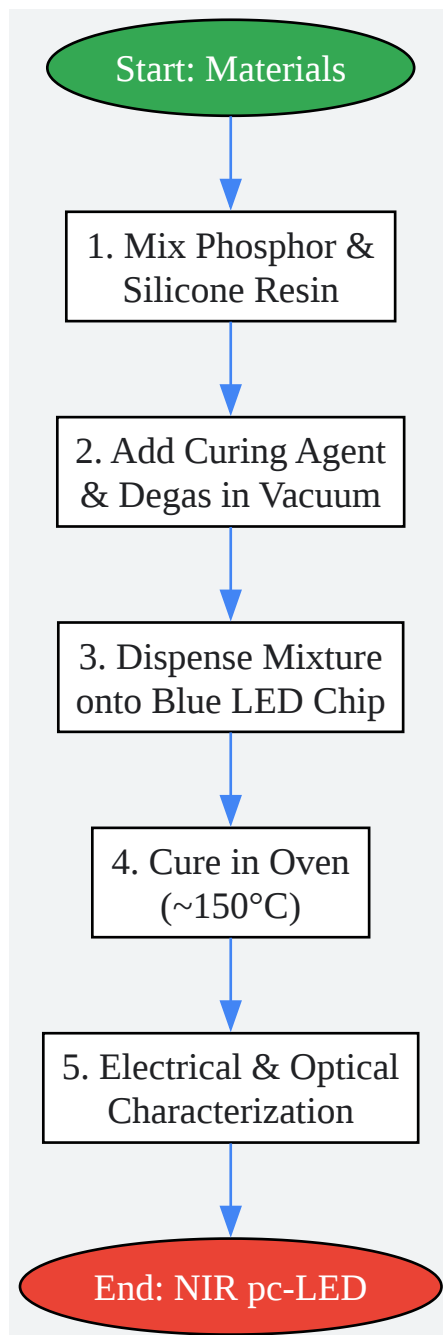 Start: Materials
1. Mix Phosphor &
Silicone Resin
2. Add Curing Agent
& Degas in Vacuum
3. Dispense Mixture
onto Blue LED Chip
4. Cure in Oven
(~150°C)
5. Electrical & Optical
Characterization
End: NIR pc-LED